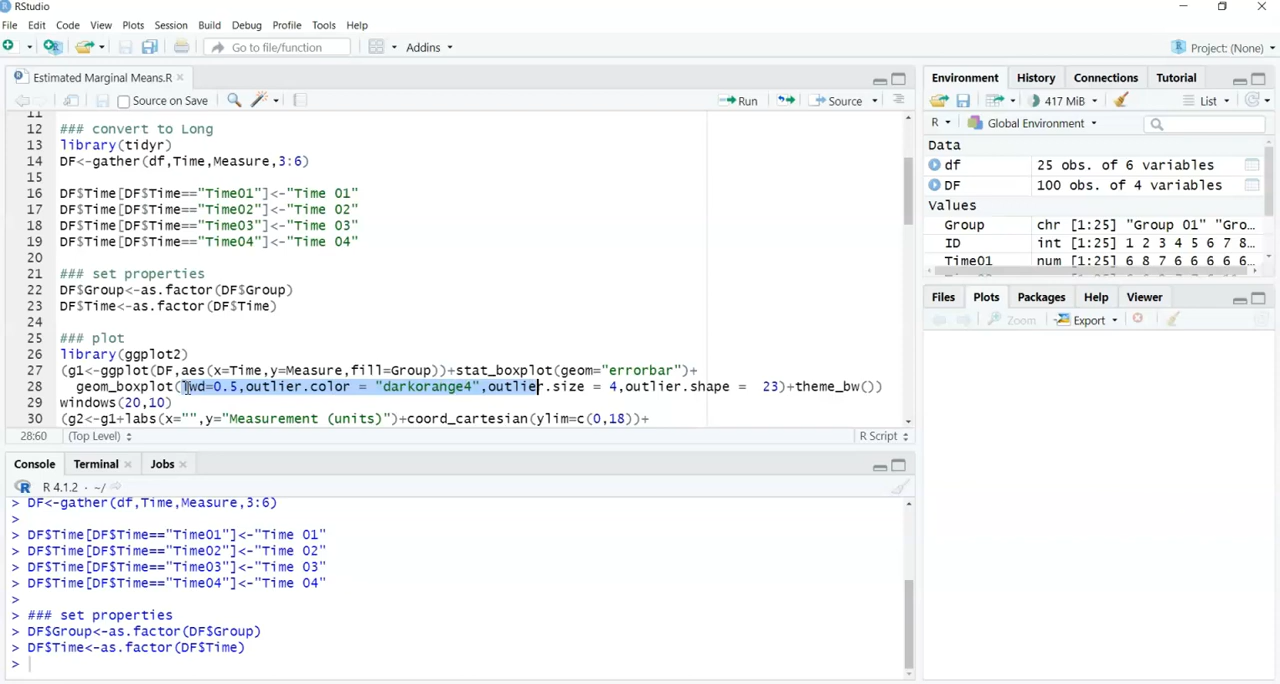 RStudio
File Edit Code View Plots Session Build Debug Profile Tools Help
Go to file/function Addins Project: (None)
Estimated Marginal Means.R
Source on Save Run Source
12 ### convert to Long
13 library(tidyr)
14 DF<-gather(df,Time,Measure,3:6)
15
16 DF$Time[DF$Time=="Time01"]<-"Time 01"
17 DF$Time[DF$Time=="Time02"]<-"Time 02"
18 DF$Time[DF$Time=="Time03"]<-"Time 03"
19 DF$Time[DF$Time=="Time04"]<-"Time 04"
20
21 ### set properties
22 DF$Group<-as.factor(DF$Group)
23 DF$Time<-as.factor(DF$Time)
24
25 ### plot
26 library(ggplot2)
27 (g1<-ggplot(DF,aes(x=Time,y=Measure,fill=Group))+stat_boxplot(geom="errorbar")+
28 geom_boxplot(lwd=0.5,outlier.color = "darkorange4",outlier.size = 4,outlier.shape = 23)+theme_bw())
29 windows(20,10)
30 (g2<-g1+labs(x="",y="Measurement (units)")+coord_cartesian(ylim=c(0,18))+
28:60 (Top Level) R Script
Console Terminal Jobs
R 4.1.2 · ~/
> DF<-gather(df,Time,Measure,3:6)
>
> DF$Time[DF$Time=="Time01"]<-"Time 01"
> DF$Time[DF$Time=="Time02"]<-"Time 02"
> DF$Time[DF$Time=="Time03"]<-"Time 03"
> DF$Time[DF$Time=="Time04"]<-"Time 04"
>
> ### set properties
> DF$Group<-as.factor(DF$Group)
> DF$Time<-as.factor(DF$Time)
>
Environment History Connections Tutorial
417 MiB List
R Global Environment
Data
df 25 obs. of 6 variables
DF 100 obs. of 4 variables
Values
Group chr [1:25] "Group 01" "Gro…
ID int [1:25] 1 2 3 4 5 6 7 8…
Time01 num [1:25] 6 8 7 6 6 6 6 6…
Files Plots Packages Help Viewer
Zoom Export